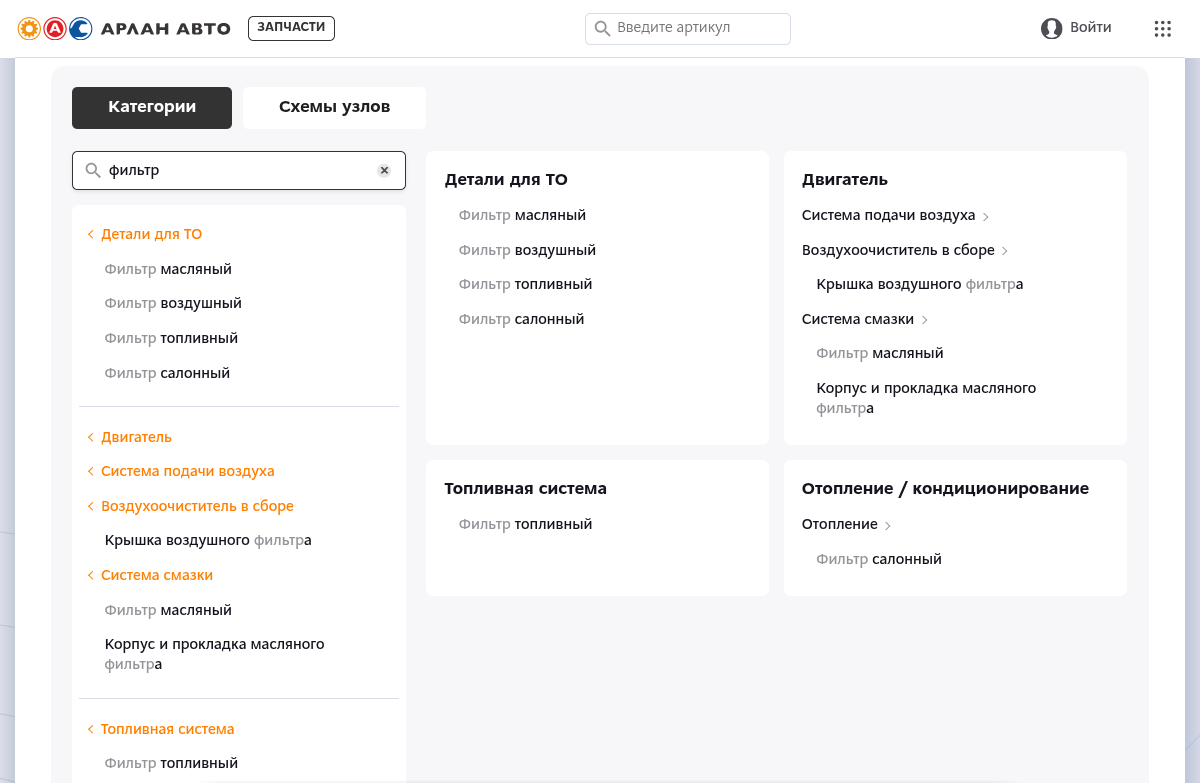 АРЛАН АВТО
ЗАПЧАСТИ
Введите артикул
Войти
Категории
Схемы узлов
фильтр
Детали для ТО
Фильтр масляный
Фильтр воздушный
Фильтр топливный
Фильтр салонный
Двигатель
Система подачи воздуха
Воздухоочиститель в сборе
Крышка воздушного фильтра
Система смазки
Фильтр масляный
Корпус и прокладка масляного
фильтра
Топливная система
Фильтр топливный
Детали для ТО
Фильтр масляный
Фильтр воздушный
Фильтр топливный
Фильтр салонный
Двигатель
Система подачи воздуха
Воздухоочиститель в сборе
Крышка воздушного фильтра
Система смазки
Фильтр масляный
Корпус и прокладка масляного
фильтра
Топливная система
Фильтр топливный
Отопление / кондиционирование
Отопление
Фильтр салонный